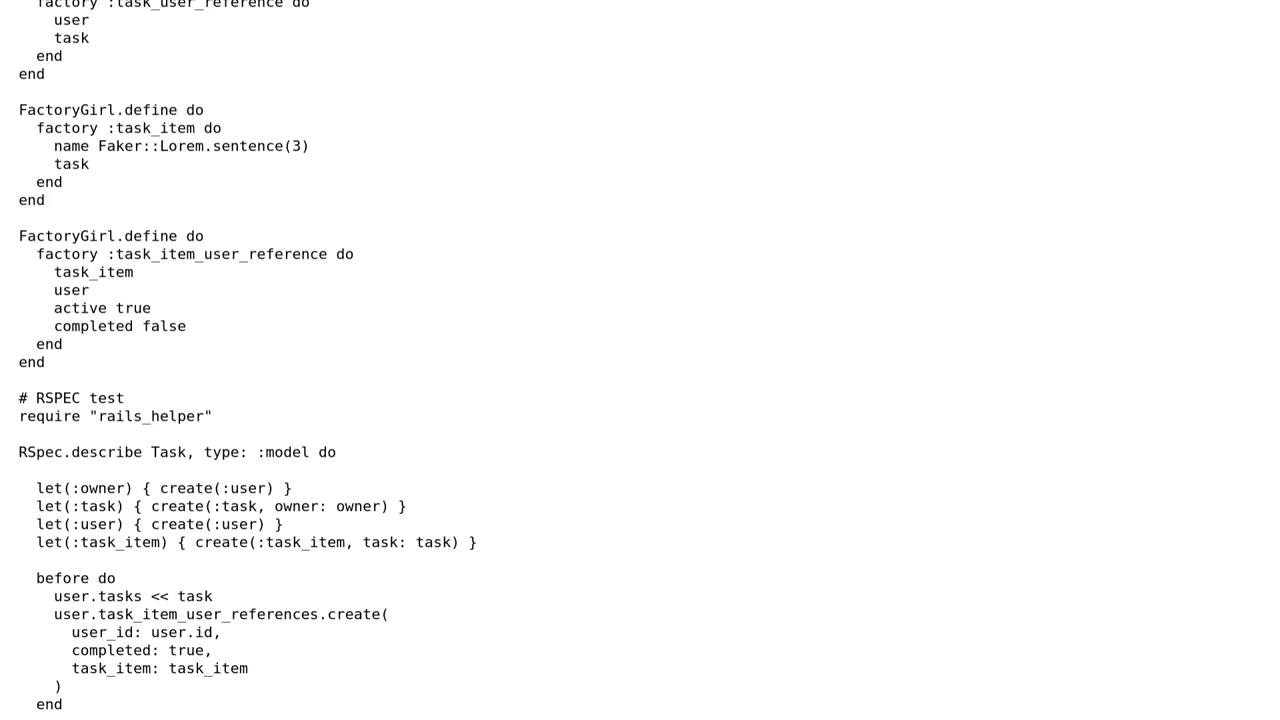 factory :task_user_reference do
user
task
end
end
FactoryGirl.define do
factory :task_item do
name Faker::Lorem.sentence(3)
task
end
end
FactoryGirl.define do
factory :task_item_user_reference do
task_item
user
active true
completed false
end
end
# RSPEC test
require "rails_helper"
RSpec.describe Task, type: :model do
let(:owner) { create(:user) }
let(:task) { create(:task, owner: owner) }
let(:user) { create(:user) }
let(:task_item) { create(:task_item, task: task) }
before do
user.tasks << task
user.task_item_user_references.create(
user_id: user.id,
completed: true,
task_item: task_item
)
end